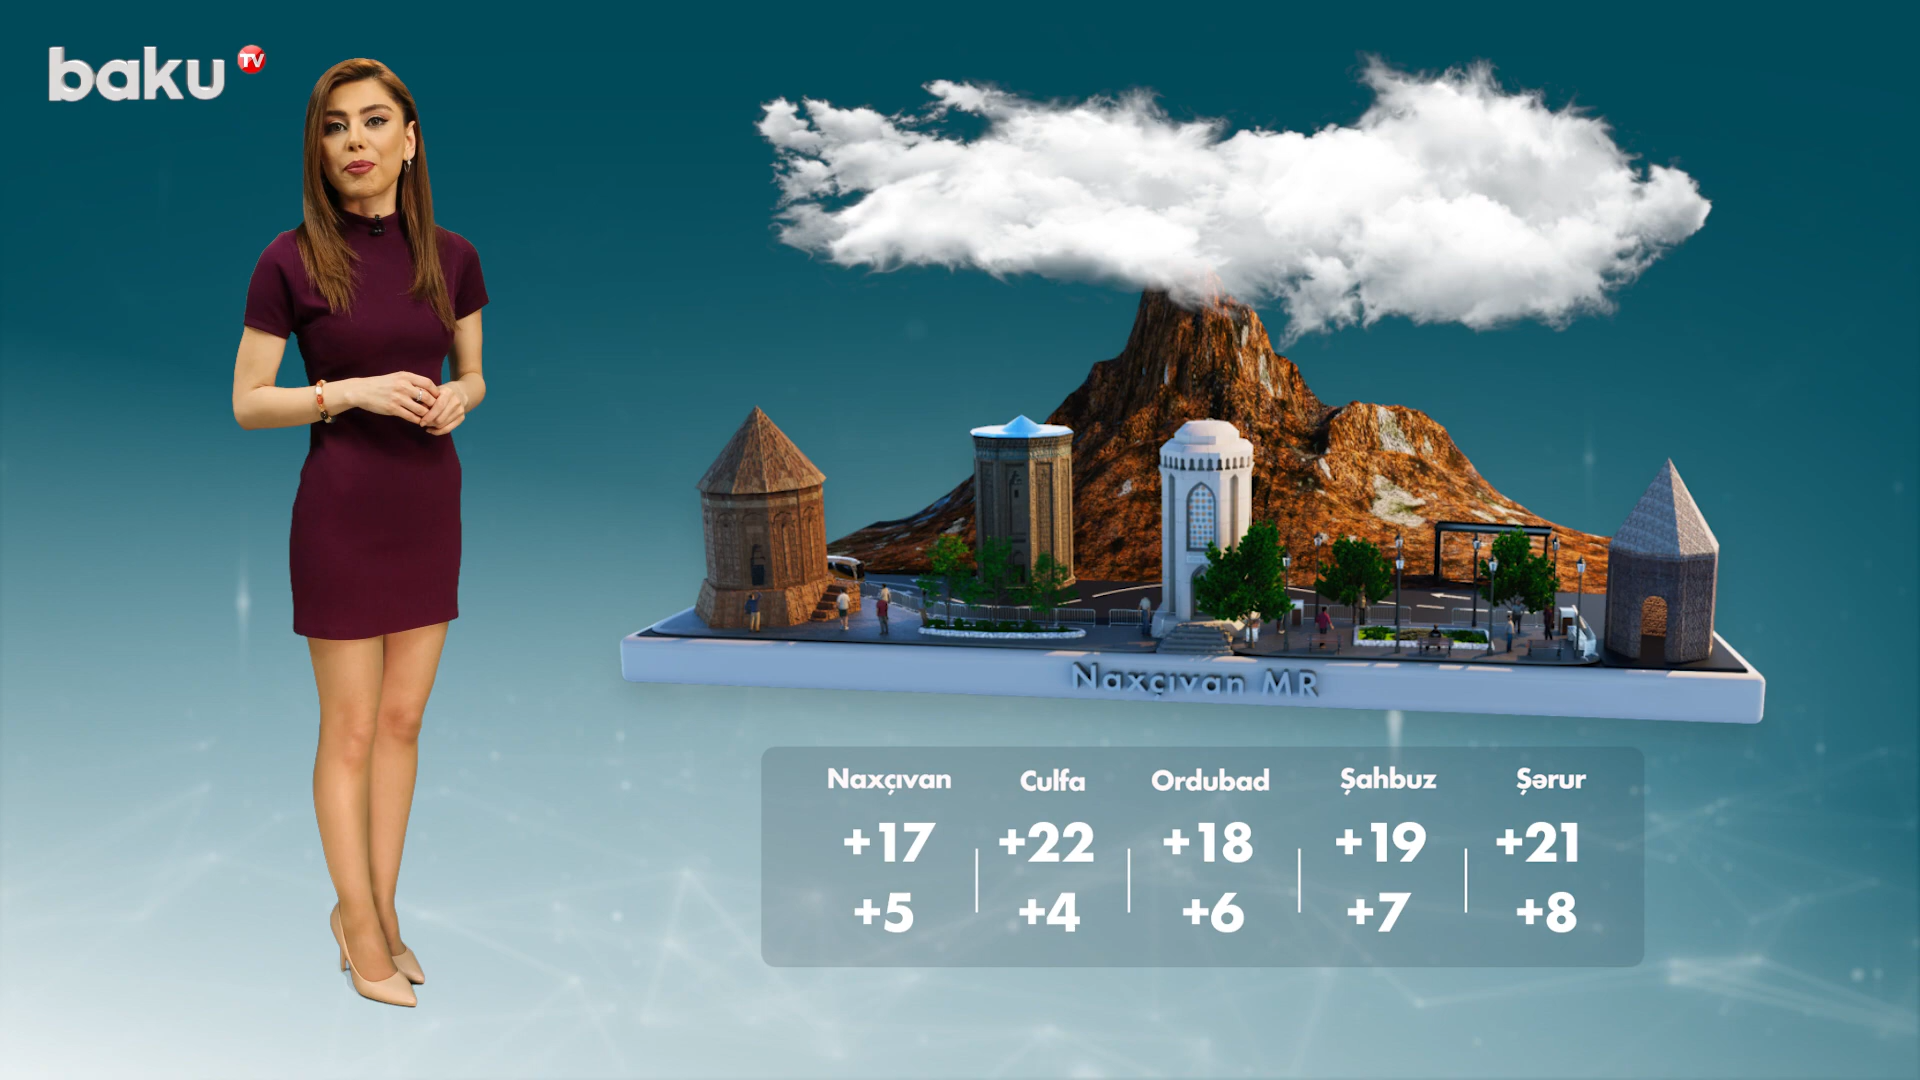 baku TV
Naxçıvan MR
Naxçıvan Culfa Ordubad Şahbuz Şərur
+17 +22 +18 +19 +21
+5 +4 +6 +7 +8